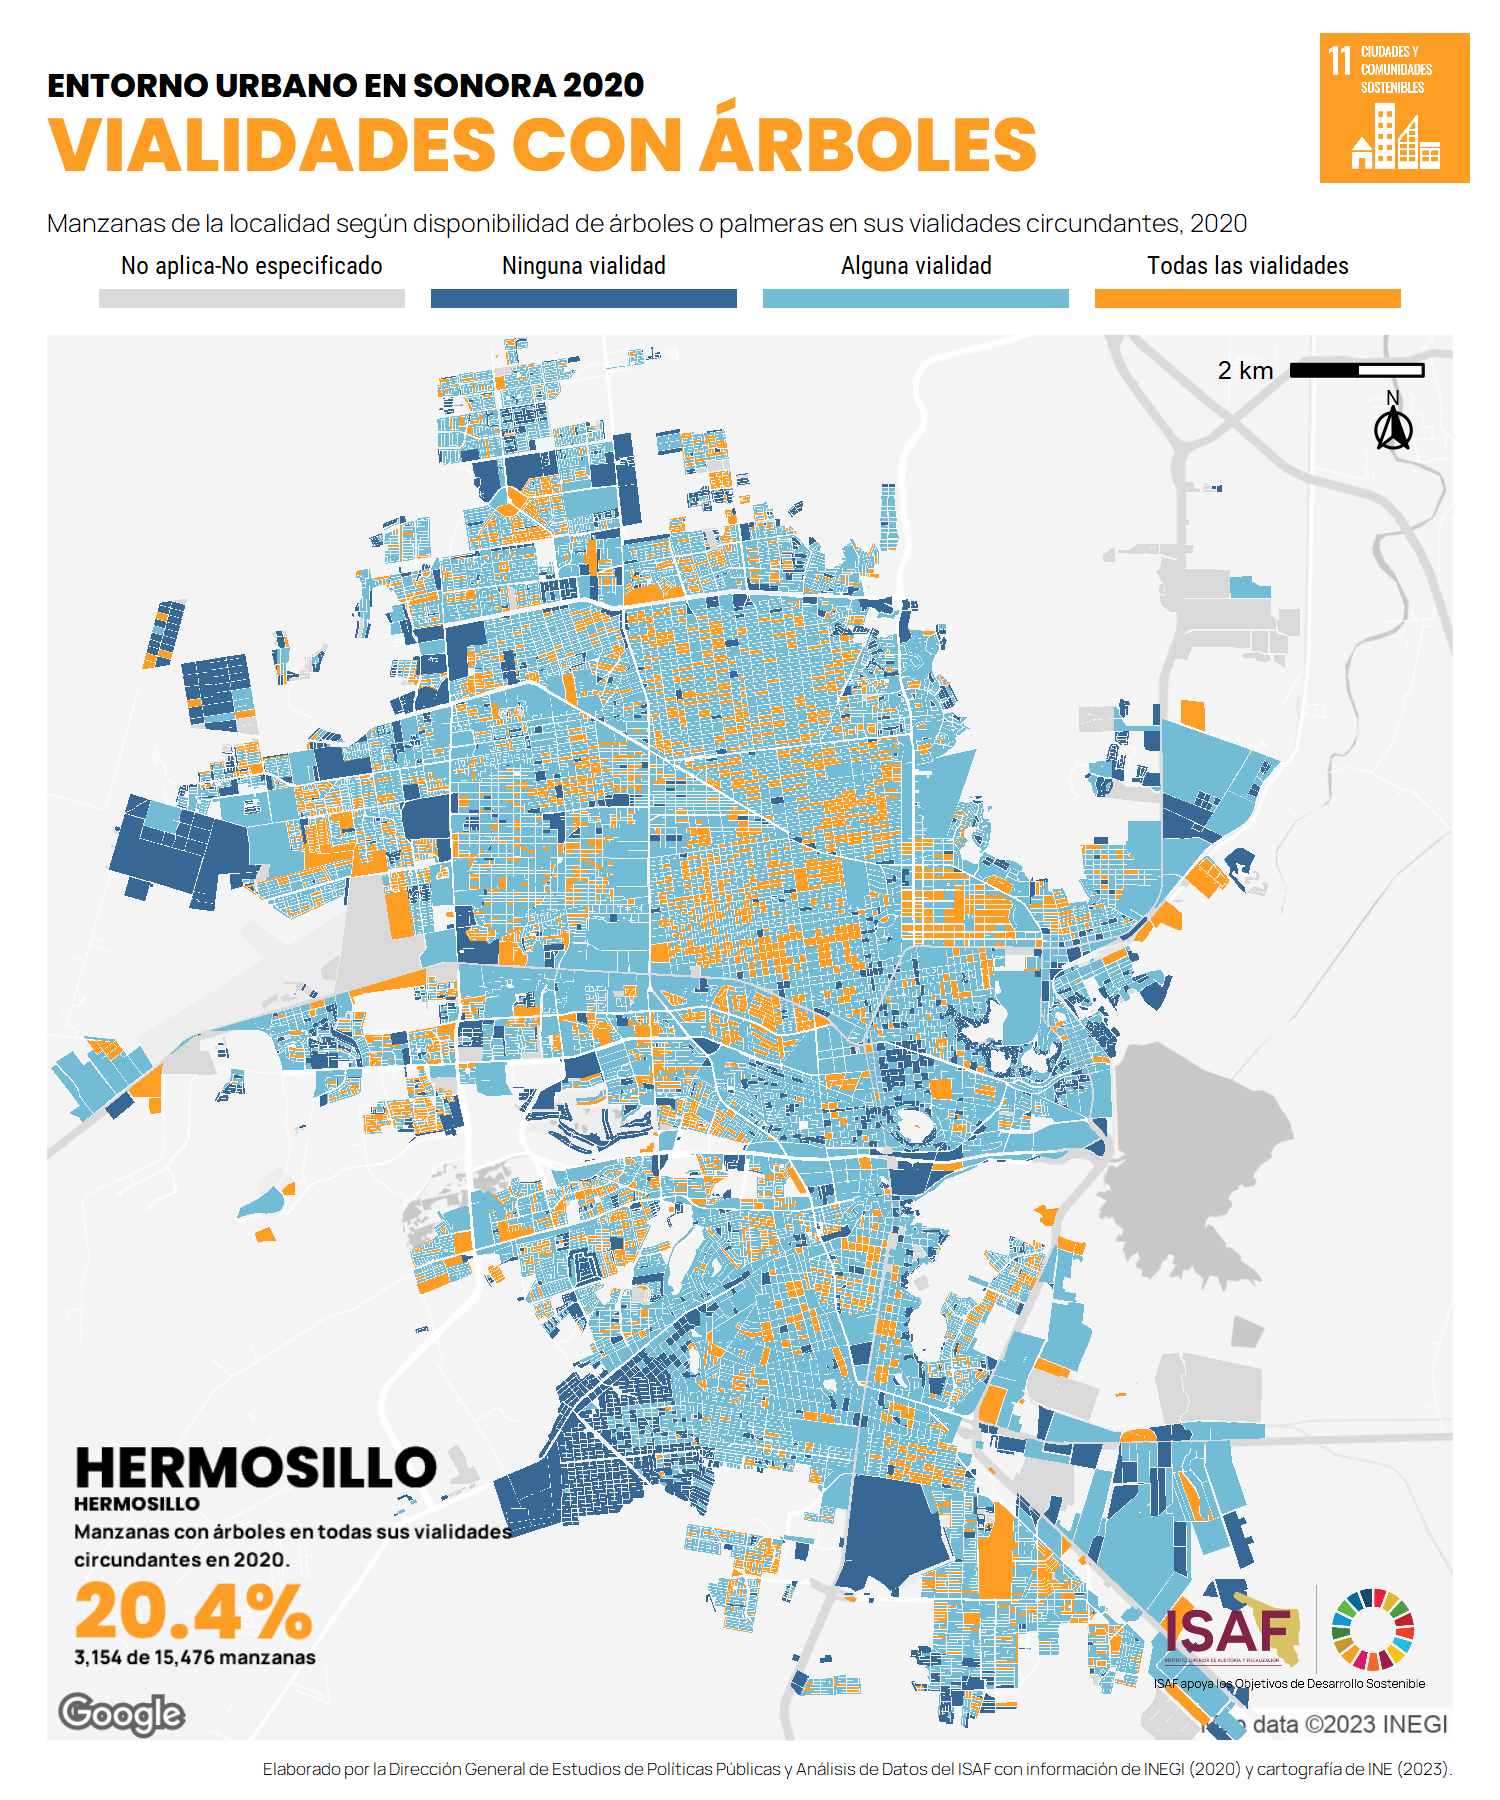 ENTORNO URBANO EN SONORA 2020
VIALIDADES CON ÁRBOLES
11 CIUDADES Y
COMUNIDADES
SOSTENIBLES
Manzanas de la localidad según disponibilidad de árboles o palmeras en sus vialidades circundantes, 2020
No aplica-No especificado
Ninguna vialidad
Alguna vialidad
Todas las vialidades
2 km
N
HERMOSILLO
HERMOSILLO
Manzanas con árboles en todas sus vialidades
circundantes en 2020.
20.4%
3,154 de 15,476 manzanas
Google
ISAF
INSTITUTO SUPERIOR DE AUDITORÍA Y FISCALIZACIÓN
ISAF apoya los Objetivos de Desarrollo Sostenible
data ©2023 INEGI
Elaborado por la Dirección General de Estudios de Políticas Públicas y Análisis de Datos del ISAF con información de INEGI (2020) y cartografía de INE (2023).